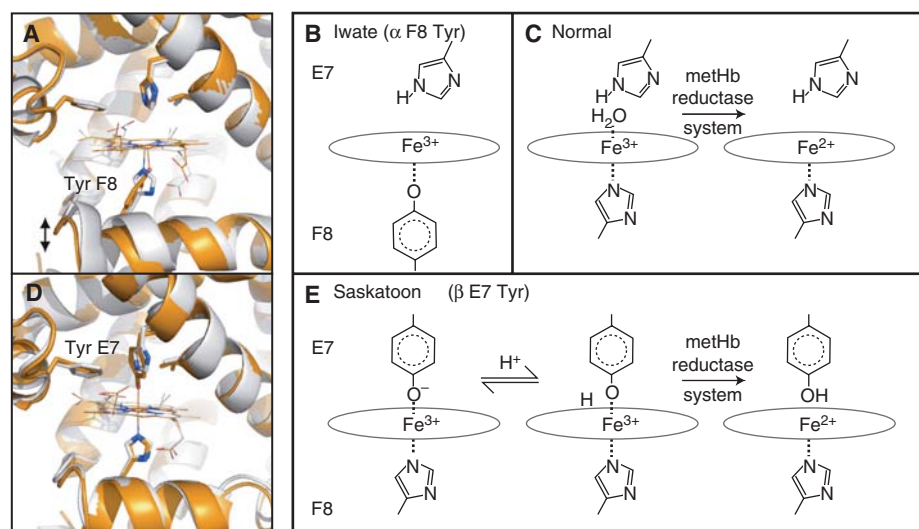 A
Tyr F8
B Iwate (α F8 Tyr)
E7
N
N
H
Fe3+
O
F8
C Normal
N
N
H
H2O
Fe3+
N
N
metHb
reductase
system
N
N
H
Fe2+
N
N
D
Tyr E7
E Saskatoon (β E7 Tyr)
E7
O−
Fe3+
N
N
F8
H+
O
H
Fe3+
N
N
metHb
reductase
system
OH
Fe2+
N
N